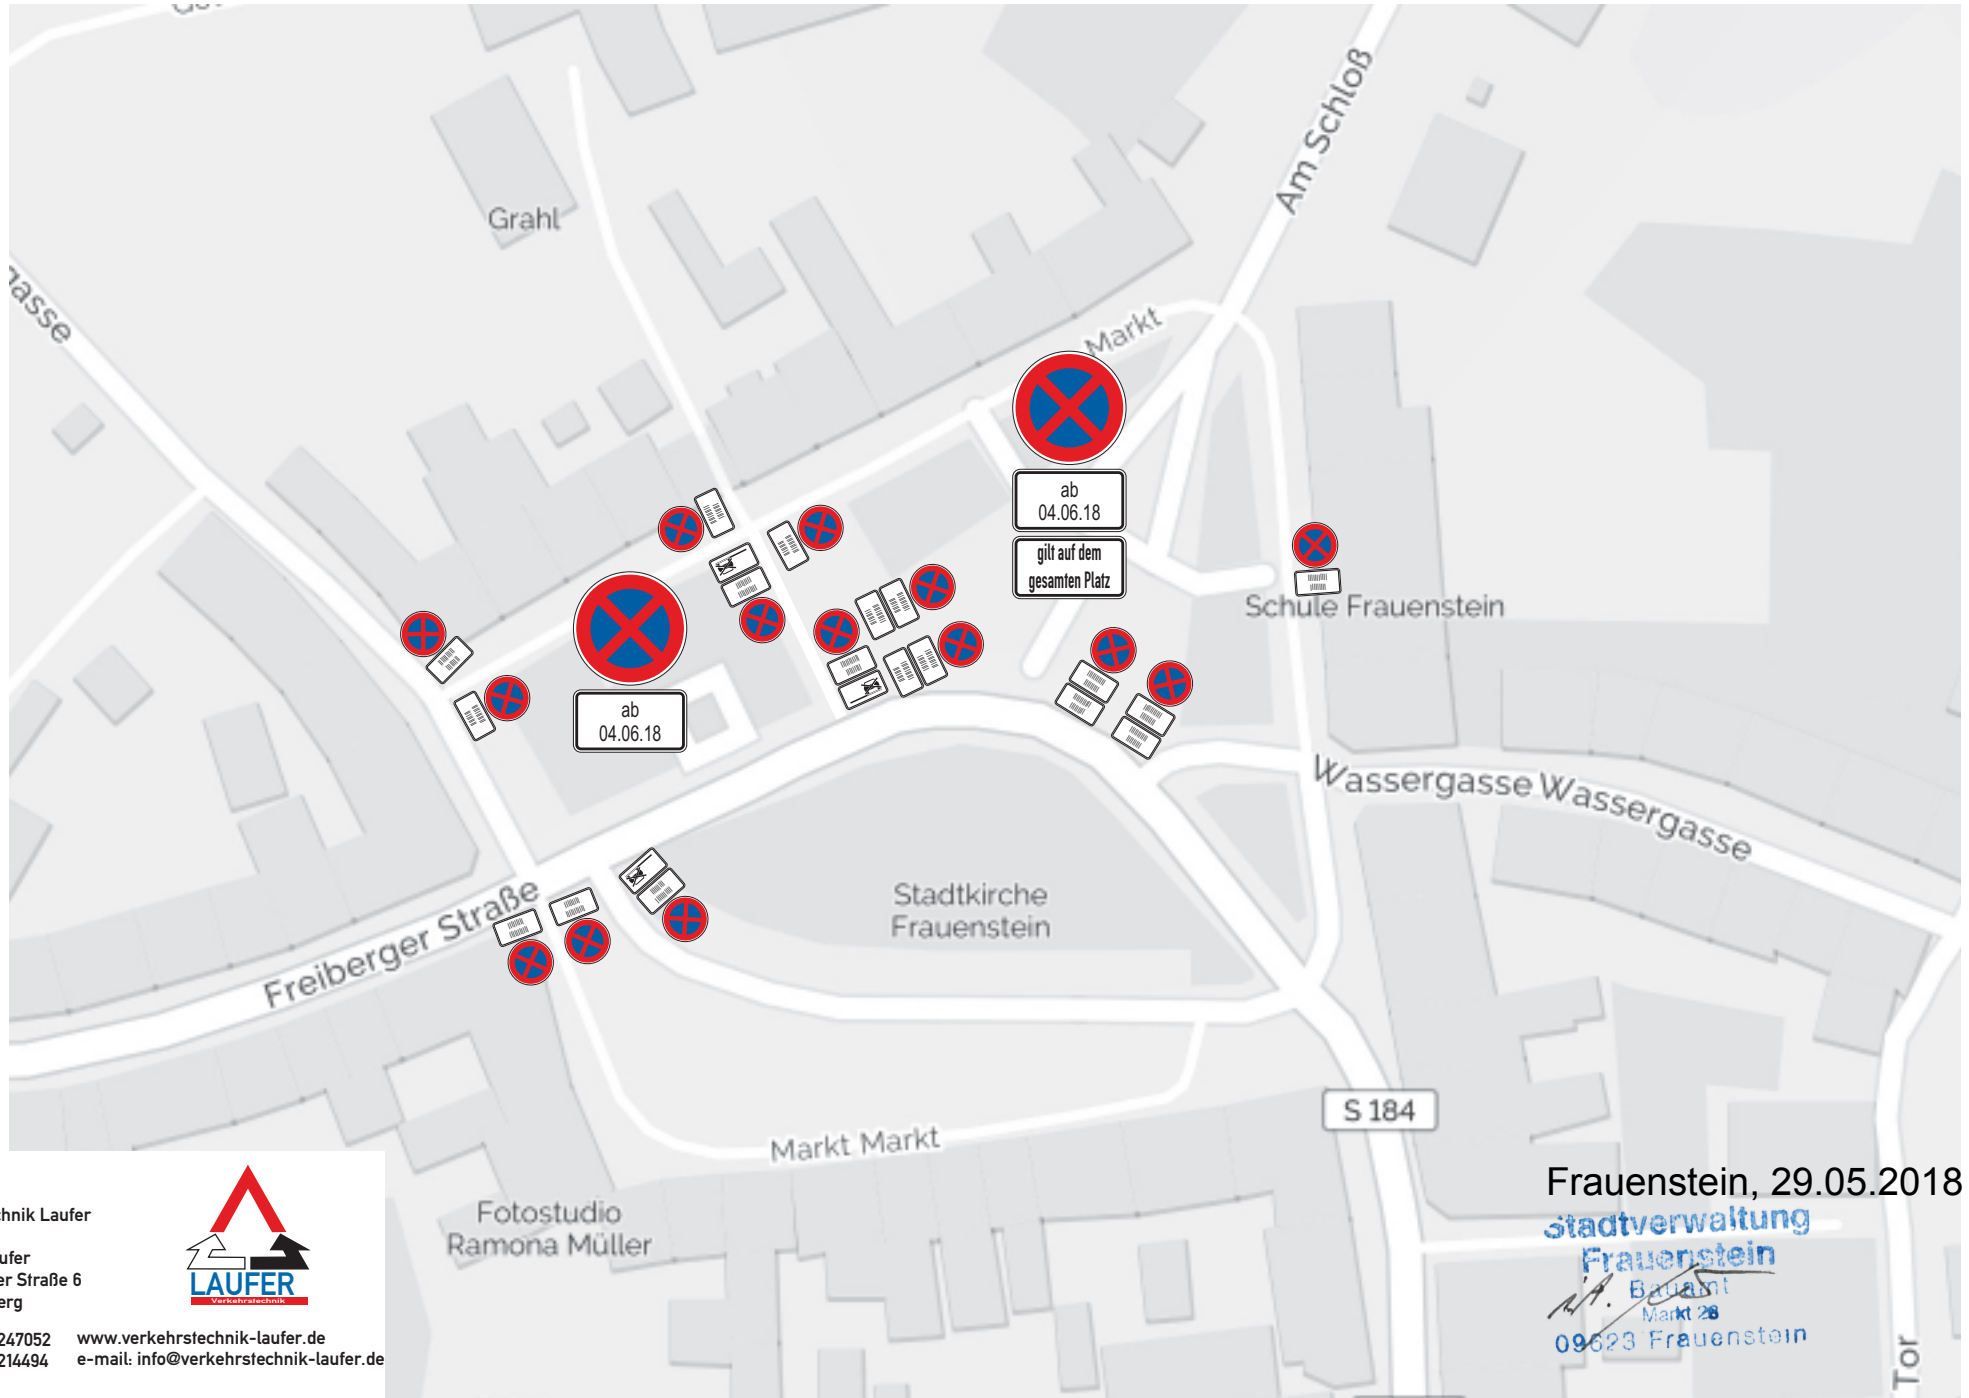 gasse
Grahl
Am Schloß
Markt
ab
04.06.18
gilt auf dem
gesamten Platz
ab
04.06.18
Schule Frauenstein
Wassergasse Wassergasse
Stadtkirche
Frauenstein
Freiberger Straße
S 184
Markt Markt
Fotostudio
Ramona Müller
Tor
chnik Laufer
ufer
er Straße 6
erg
247052
214494
www.verkehrstechnik-laufer.de
e-mail: info@verkehrstechnik-laufer.de
LAUFER
Verkehrstechnik
Frauenstein, 29.05.2018
Stadtverwaltung
Frauenstein
Bauamt
Markt 28
09623 Frauenstein